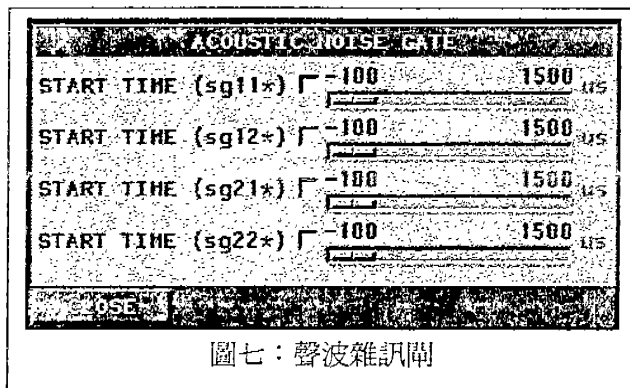 ACOUSTIC NOISE GATE
START TIME (sg11*) -100 1500 us
START TIME (sg12*) -100 1500 us
START TIME (sg21*) -100 1500 us
START TIME (sg22*) -100 1500 us
圖七：聲波雜訊閘